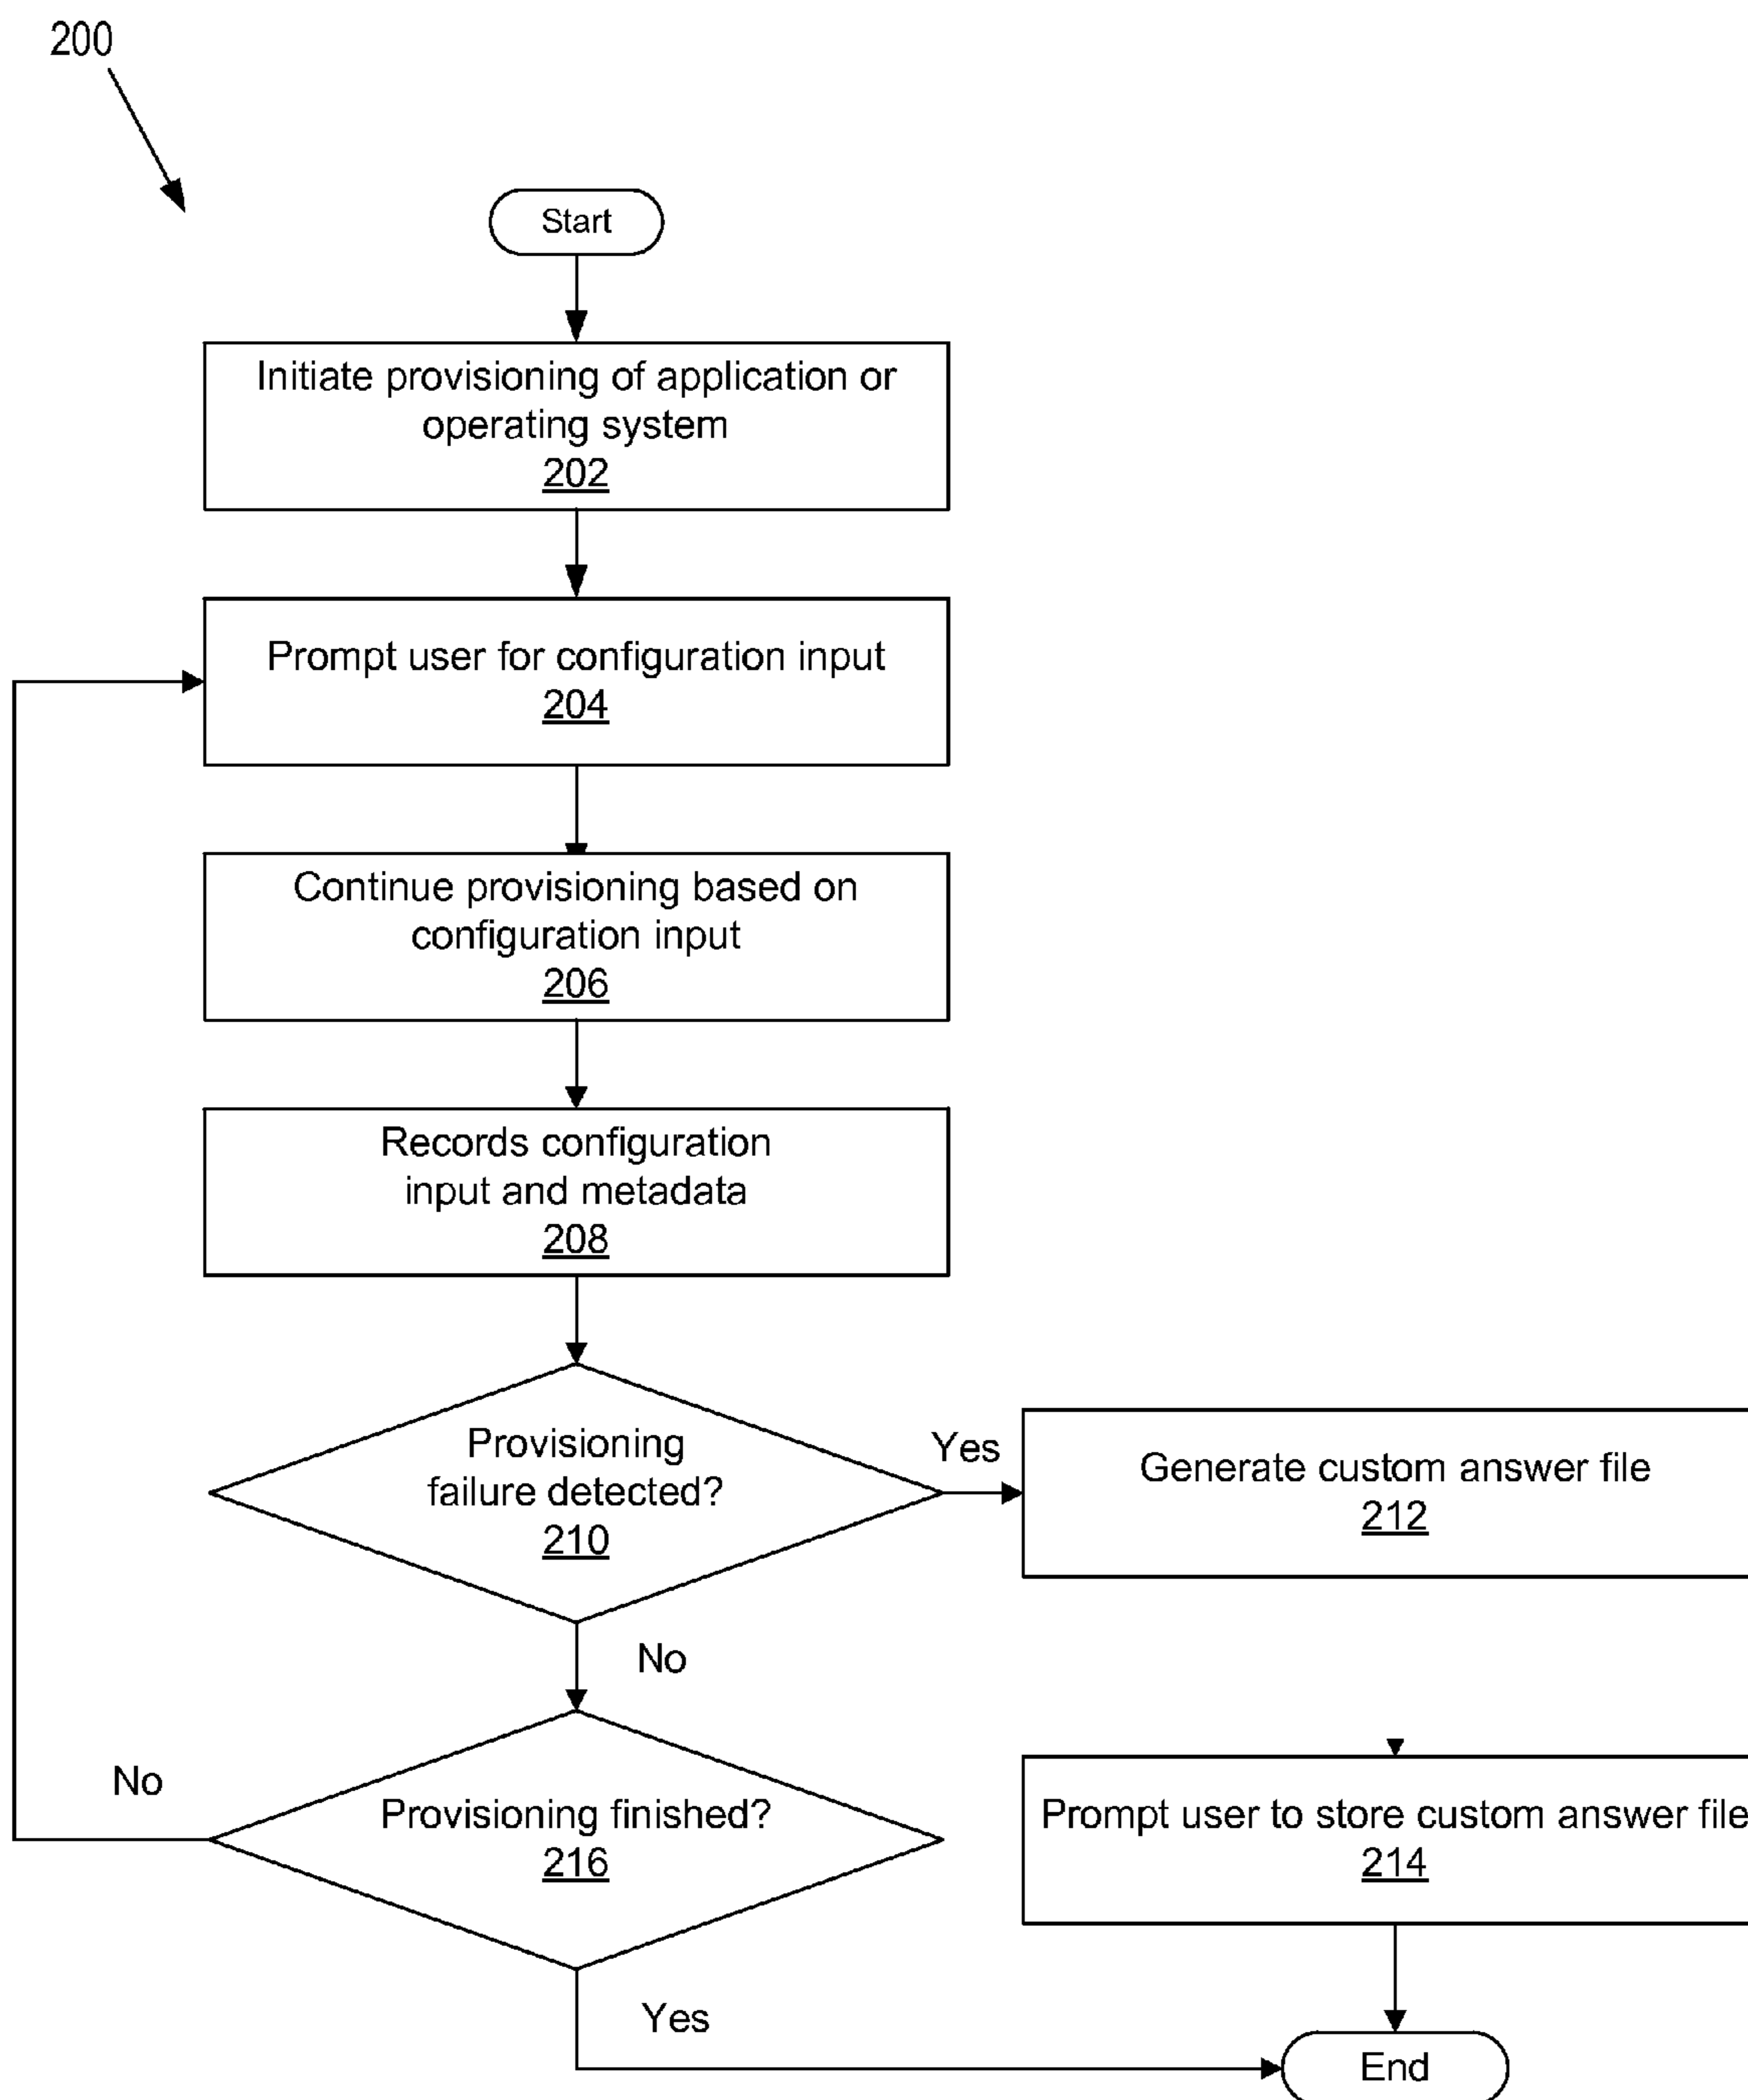 200
Start
Initiate provisioning of application or
operating system
202
Prompt user for configuration input
204
Continue provisioning based on
configuration input
206
Records configuration
input and metadata
208
Provisioning
failure detected?
210
Yes
Generate custom answer file
212
No
No
Provisioning finished?
216
Prompt user to store custom answer file
214
Yes
End